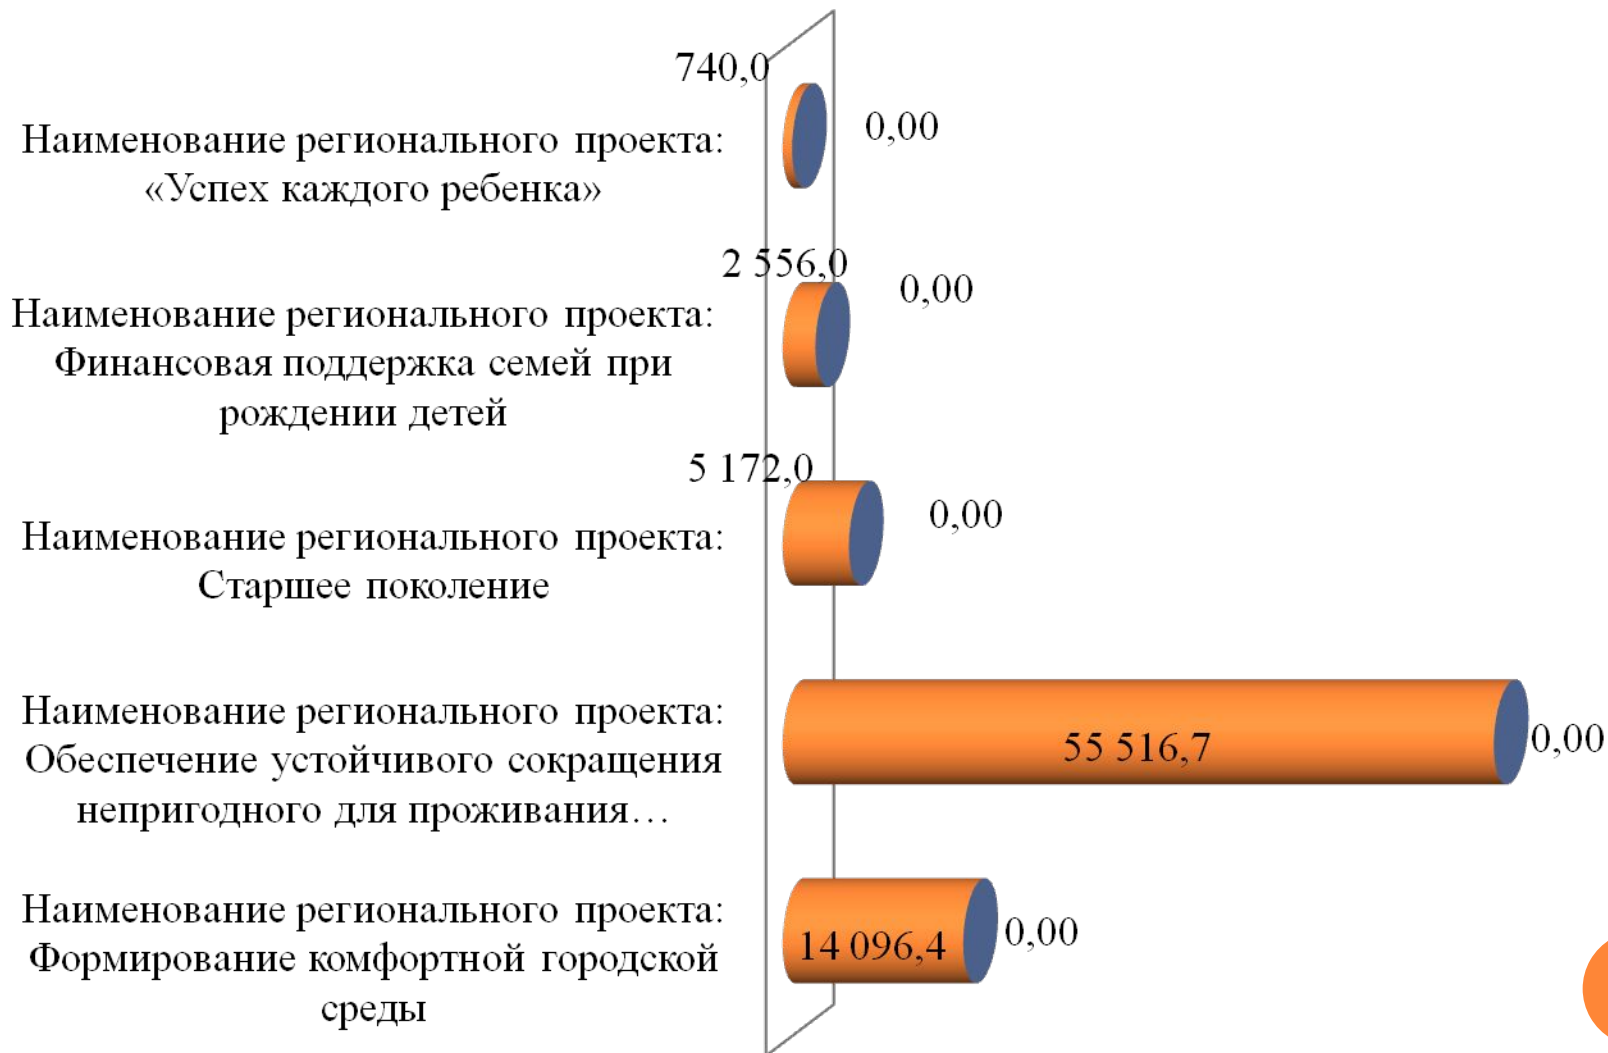 740,0
Наименование регионального проекта:
«Успех каждого ребенка»
0,00
2 556,0
Наименование регионального проекта:
Финансовая поддержка семей при
рождении детей
0,00
5 172,0
Наименование регионального проекта:
Старшее поколение
0,00
Наименование регионального проекта:
Обеспечение устойчивого сокращения
непригодного для проживания…
55 516,7
0,00
Наименование регионального проекта:
Формирование комфортной городской
среды
14 096,4
0,00